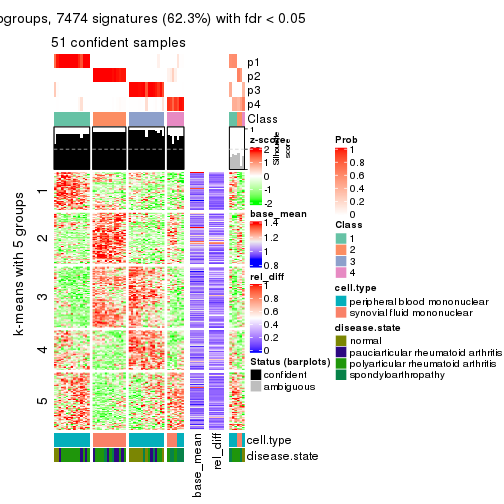 ogroups, 7474 signatures (62.3%) with fdr < 0.05
51 confident samples
p1
p2
p3
p4
Class
1
silhouette
score
z-score
2
1
0
-1
-2
base_mean
1.4
1.2
1
0.8
rel_diff
1
0.8
0.6
0.4
0.2
0
Status (barplots)
confident
ambiguous
Prob
1
0.8
0.6
0.4
0.2
0
Class
1
2
3
4
cell.type
peripheral blood mononuclear
synovial fluid mononuclear
disease.state
normal
pauciarticular rheumatoid arthritis
polyarticular rheumatoid arthritis
spondyloarthropathy
k-means with 5 groups
1
2
3
4
5
cell.type
disease.state
base_mean
rel_diff